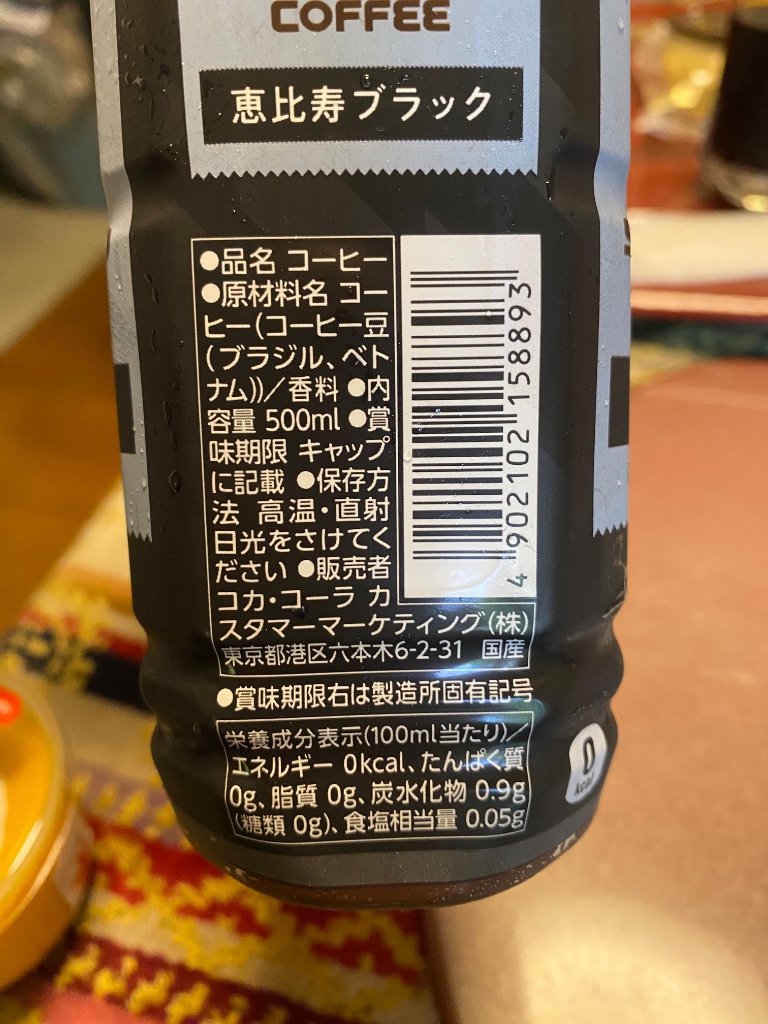 COFFEE
恵比寿ブラック
●品名 コーヒー
●原材料名 コー
ヒー(コーヒー豆
(ブラジル、ベト
ナム))／香料 ●内
容量 500ml ●賞
味期限 キャップ
に記載 ●保存方
法 高温・直射
日光をさけてく
ださい ●販売者
コカ・コーラ カ
スタマーマーケティング(株)
東京都港区六本木6-2-31 国産
4 902102 158893
●賞味期限右は製造所固有記号
栄養成分表示(100ml当たり)／
エネルギー 0kcal、たんぱく質
0g、脂質 0g、炭水化物 0.9g
(糖類 0g)、食塩相当量 0.05g
0
kcal